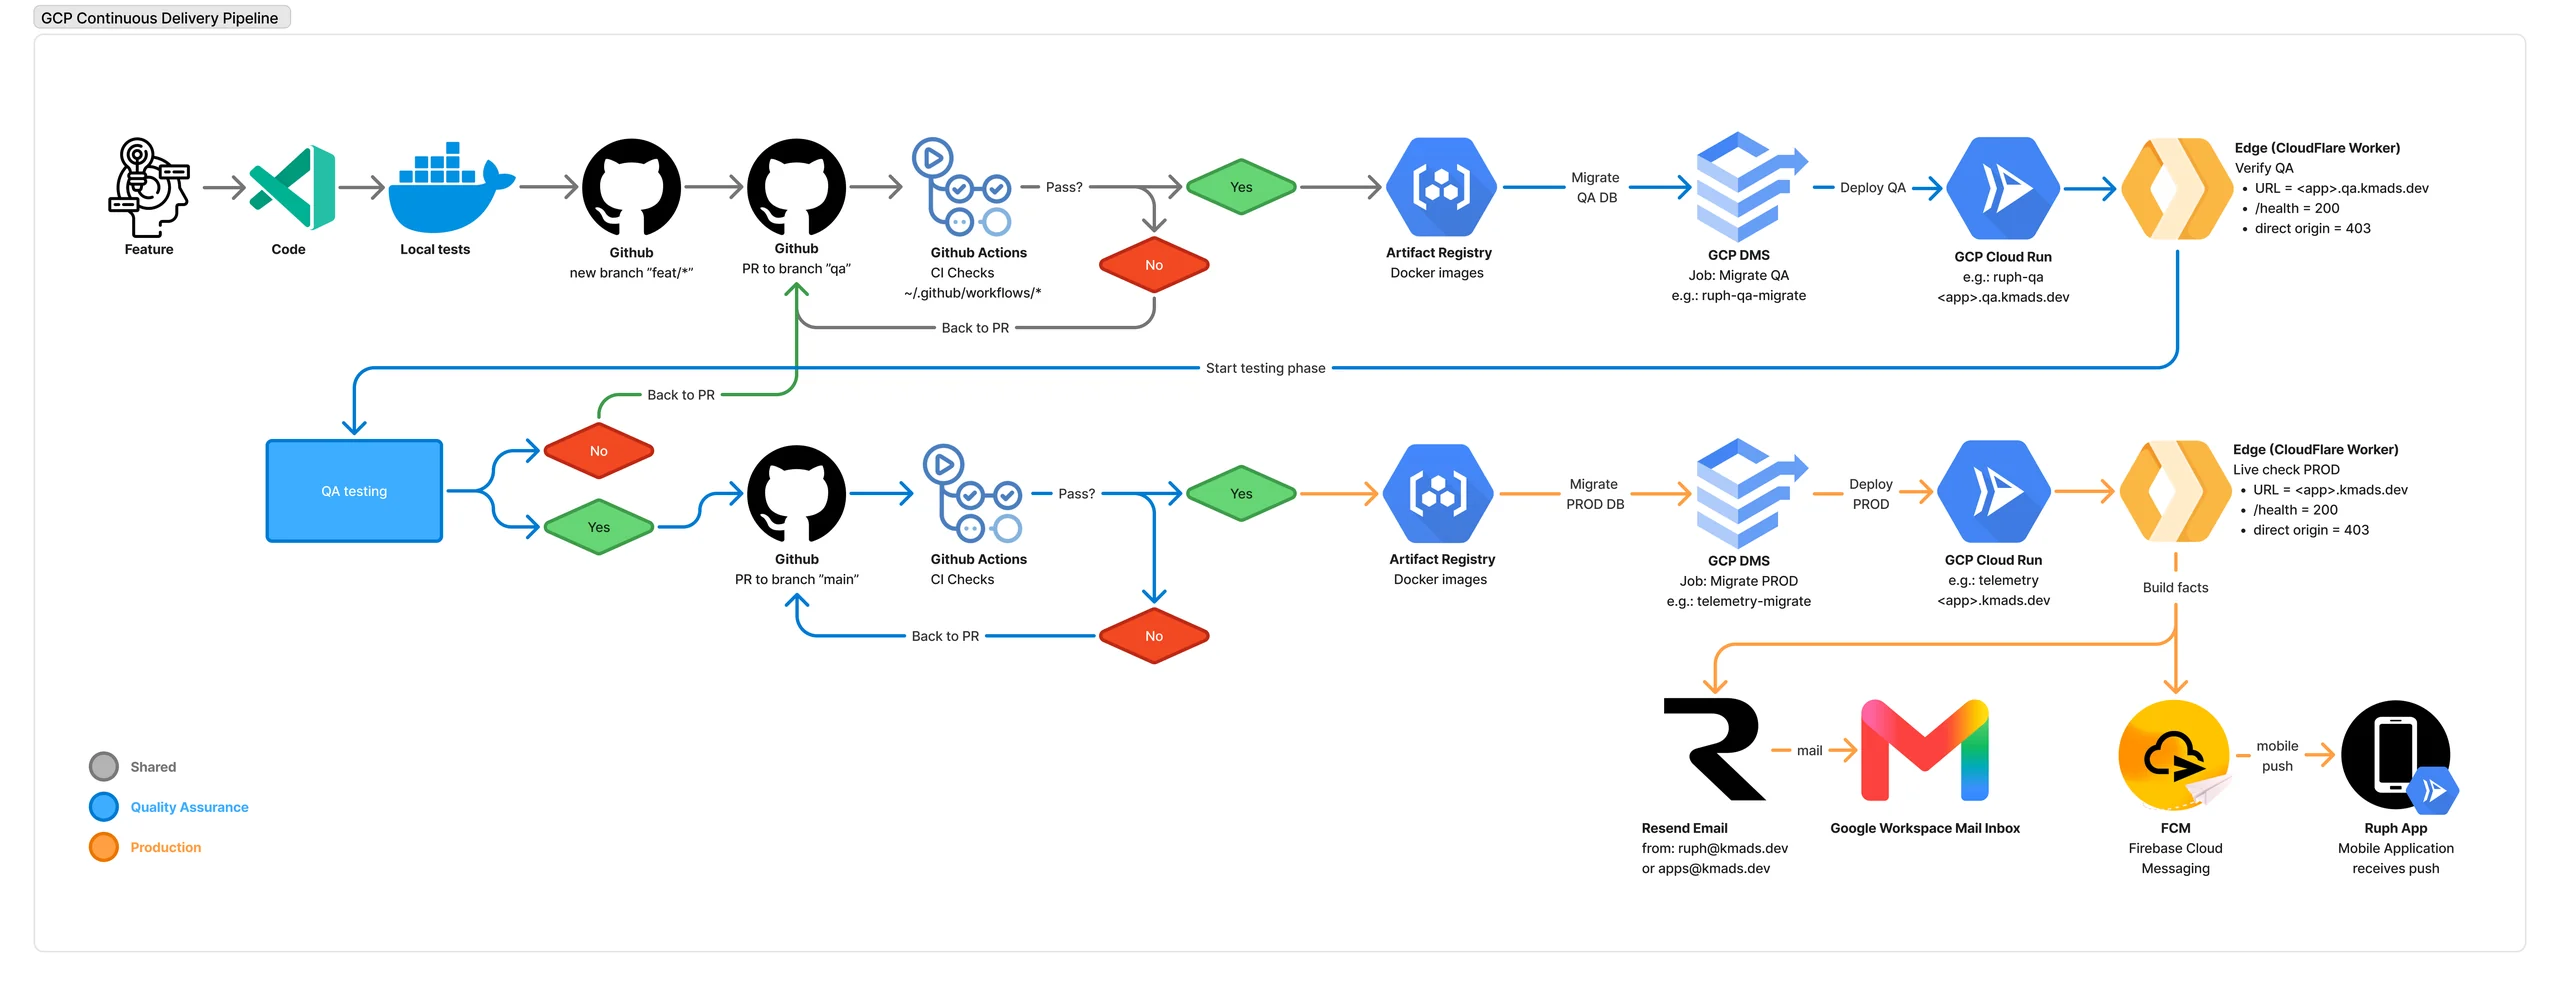 GCP Continuous Delivery Pipeline
Feature
Code
Local tests
Github
new branch "feat/*"
Github
PR to branch "qa"
Github Actions
CI Checks
~/.github/workflows/*
Pass?
Yes
No
Back to PR
Artifact Registry
Docker images
Migrate
QA DB
GCP DMS
Job: Migrate QA
e.g.: ruph-qa-migrate
Deploy QA
GCP Cloud Run
e.g.: ruph-qa
<app>.qa.kmads.dev
Edge (CloudFlare Worker)
Verify QA
• URL = <app>.qa.kmads.dev
• /health = 200
• direct origin = 403
Start testing phase
Back to PR
QA testing
No
Yes
Github
PR to branch "main"
Github Actions
CI Checks
Pass?
Yes
No
Back to PR
Artifact Registry
Docker images
Migrate
PROD DB
GCP DMS
Job: Migrate PROD
e.g.: telemetry-migrate
Deploy
PROD
GCP Cloud Run
e.g.: telemetry
<app>.kmads.dev
Edge (CloudFlare Worker)
Live check PROD
• URL = <app>.kmads.dev
• /health = 200
• direct origin = 403
Build facts
mail
mobile
push
Resend Email
from: ruph@kmads.dev
or apps@kmads.dev
Google Workspace Mail Inbox
FCM
Firebase Cloud
Messaging
Ruph App
Mobile Application
receives push
Shared
Quality Assurance
Production